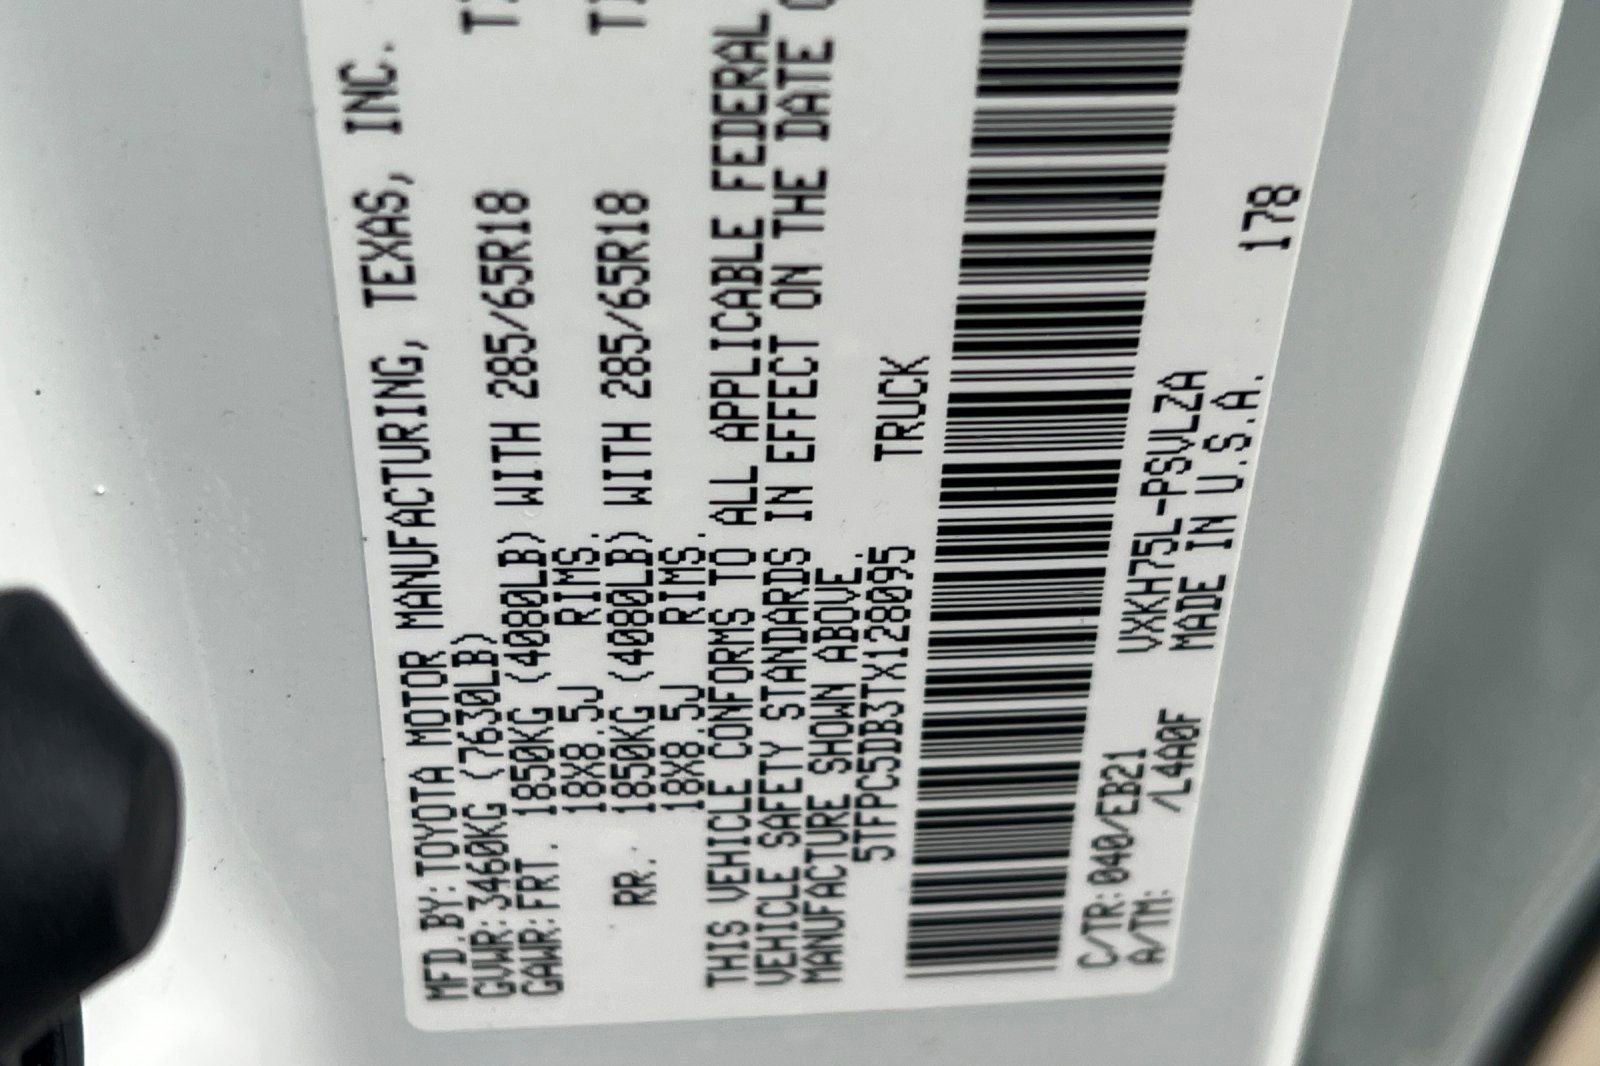 MFD.BY:TOYOTA MOTOR MANUFACTURING, TEXAS, INC.
GVWR:3460KG (7630LB)
GAWR:FRT. 1850KG (4080LB) WITH 285/65R18
18X8.5J RIMS.
RR. 1850KG (4080LB) WITH 285/65R18
18X8.5J RIMS.
THIS VEHICLE CONFORMS TO ALL APPLICABLE FEDERAL
VEHICLE SAFETY STANDARDS IN EFFECT ON THE DATE
MANUFACTURE SHOWN ABOVE.
5TFPC5DB3TX128095 TRUCK
C/TR:040/EB21 VXKH75L-PSVLZA
A/TM: /L4A0F MADE IN U.S.A. 178